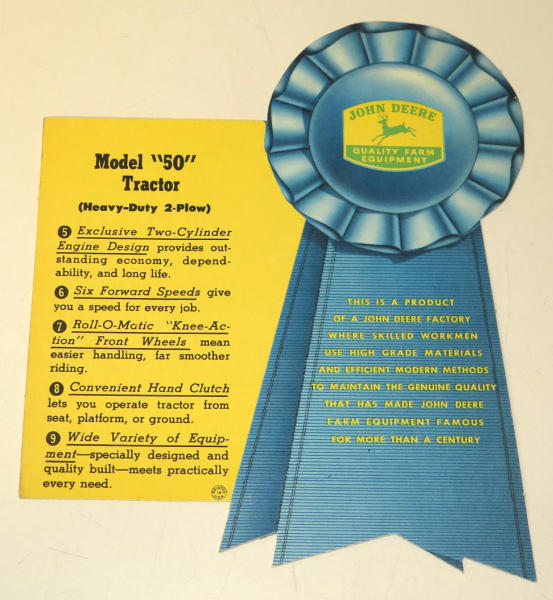 Model "50"
Tractor
(Heavy-Duty 2-Plow)
5 Exclusive Two-Cylinder
Engine Design provides out-
standing economy, depend-
ability, and long life.
6 Six Forward Speeds give
you a speed for every job.
7 Roll-O-Matic "Knee-Ac-
tion" Front Wheels mean
easier handling, far smoother
riding.
8 Convenient Hand Clutch
lets you operate tractor from
seat, platform, or ground.
9 Wide Variety of Equip-
ment—specially designed and
quality built—meets practically
every need.
JOHN DEERE
QUALITY FARM
EQUIPMENT
THIS IS A PRODUCT
OF A JOHN DEERE FACTORY
WHERE SKILLED WORKMEN
USE HIGH GRADE MATERIALS
AND EFFICIENT MODERN METHODS
TO MAINTAIN THE GENUINE QUALITY
THAT HAS MADE JOHN DEERE
FARM EQUIPMENT FAMOUS
FOR MORE THAN A CENTURY